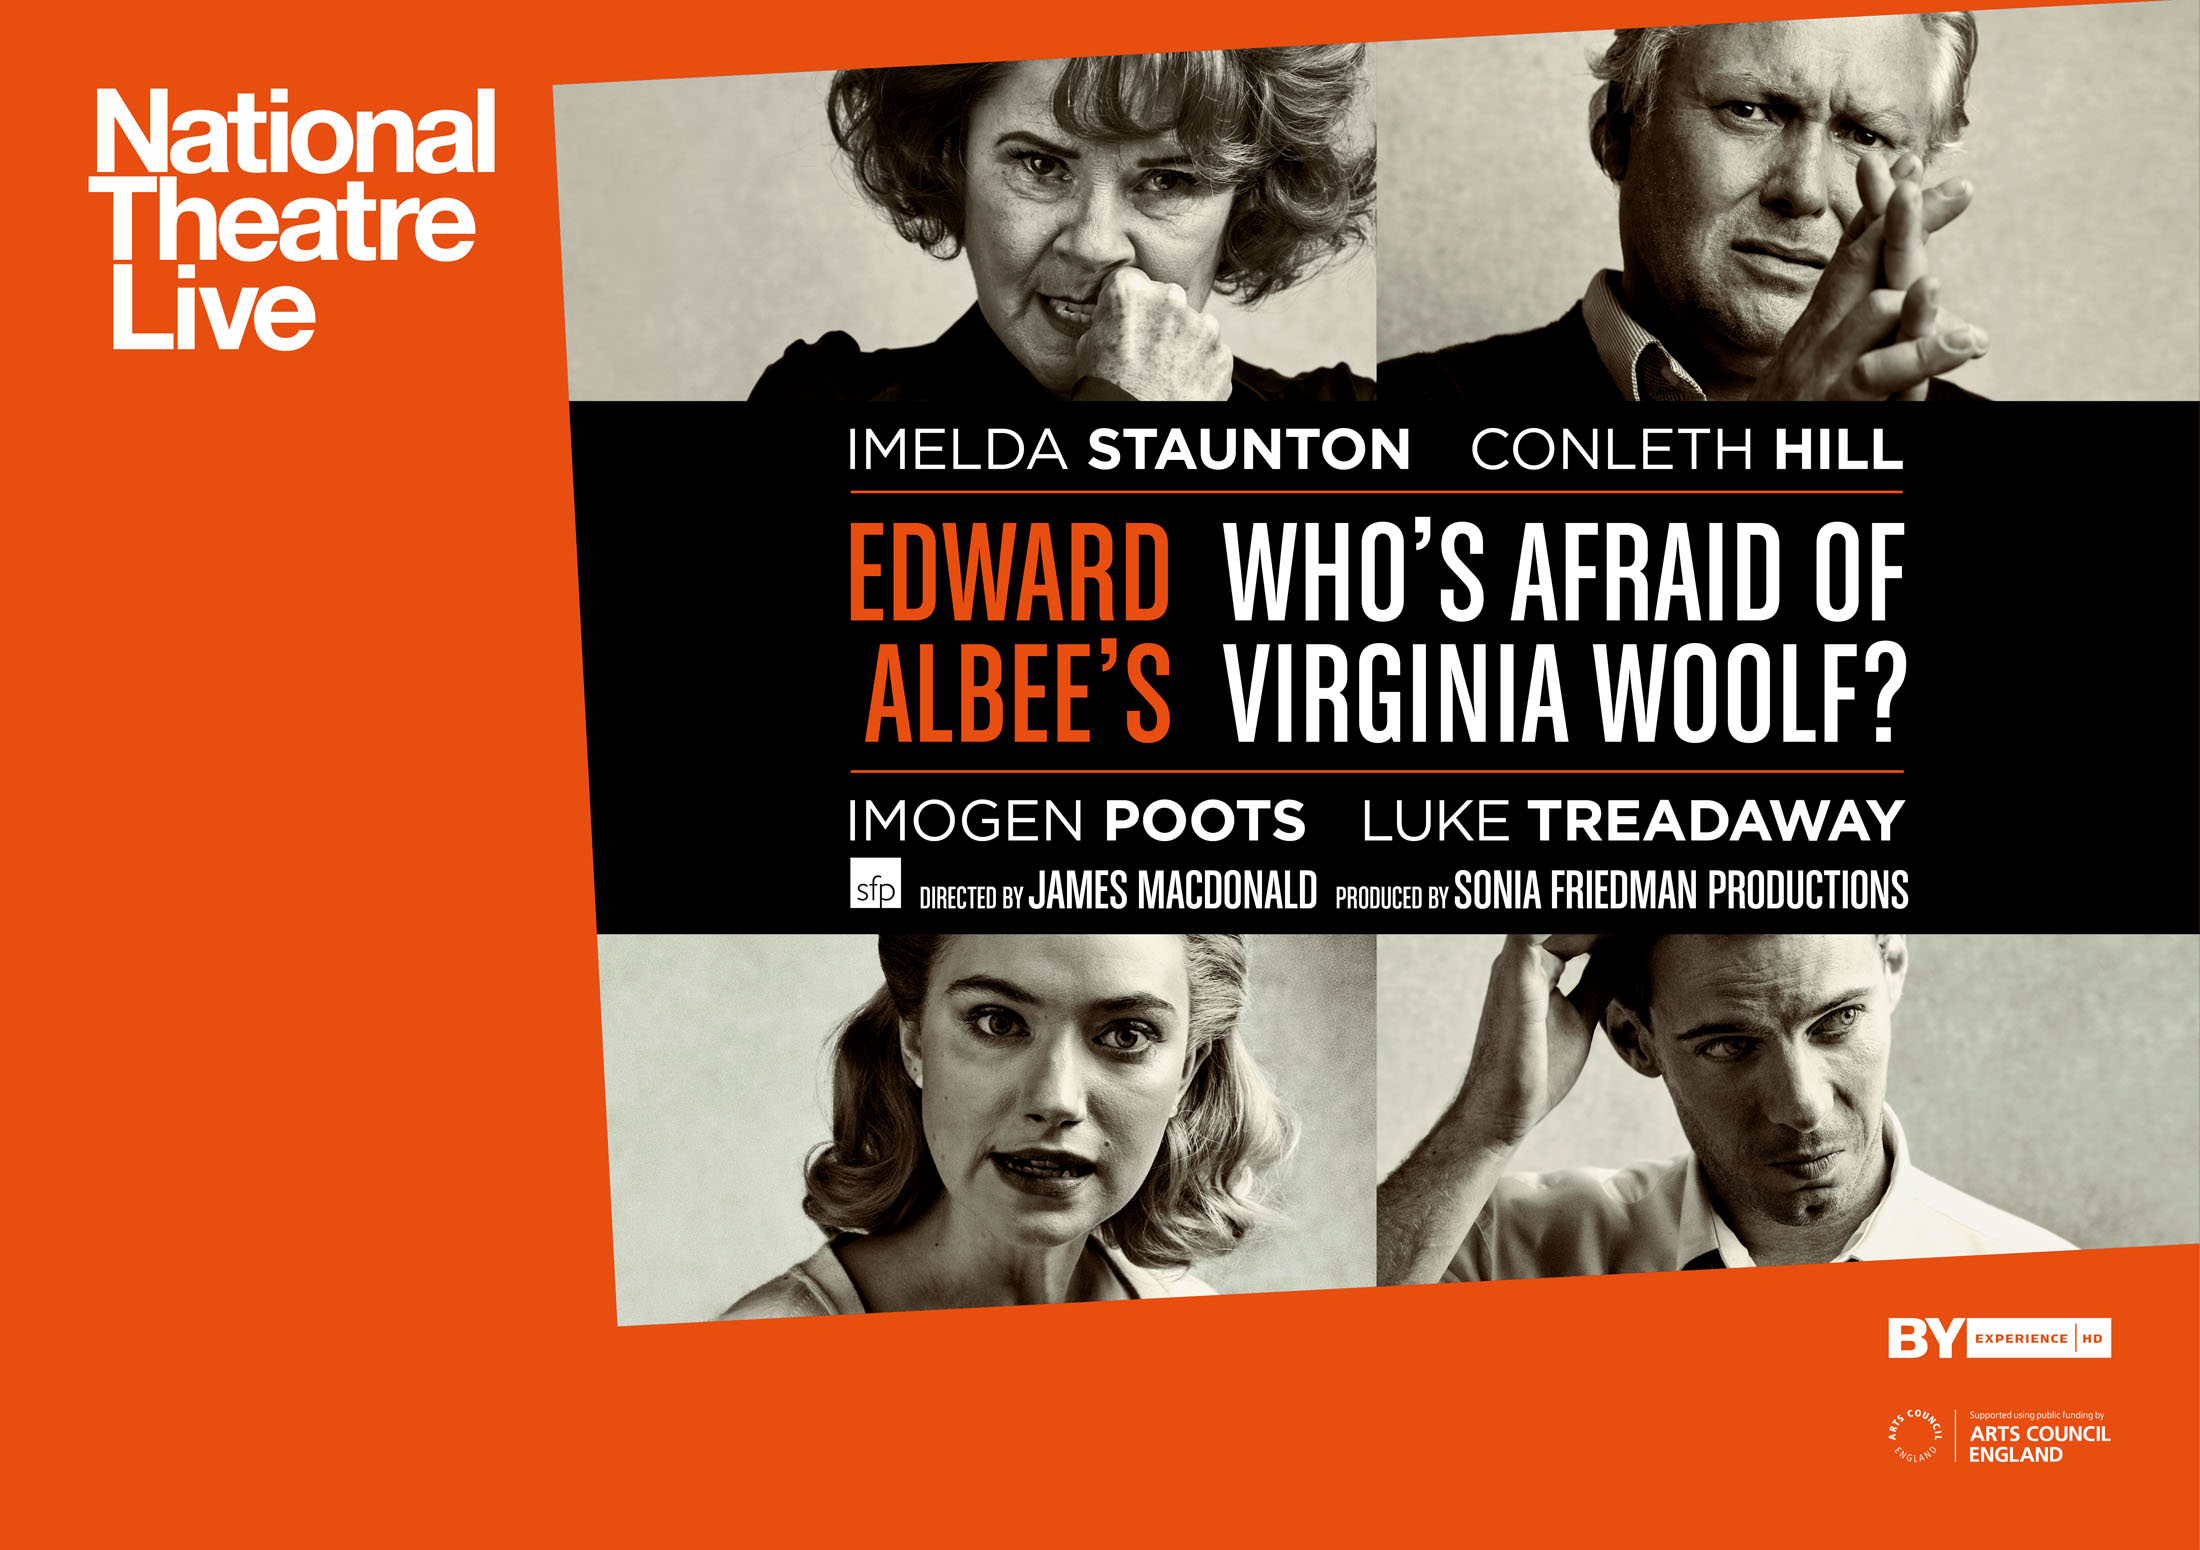 National
Theatre
Live
IMELDA STAUNTON CONLETH HILL
EDWARD WHO’S AFRAID OF
ALBEE’S VIRGINIA WOOLF?
IMOGEN POOTS LUKE TREADAWAY
sfp DIRECTED BY JAMES MACDONALD PRODUCED BY SONIA FRIEDMAN PRODUCTIONS
BY EXPERIENCE HD
ARTS COUNCIL ENGLAND
Supported using public funding by
ARTS COUNCIL
ENGLAND